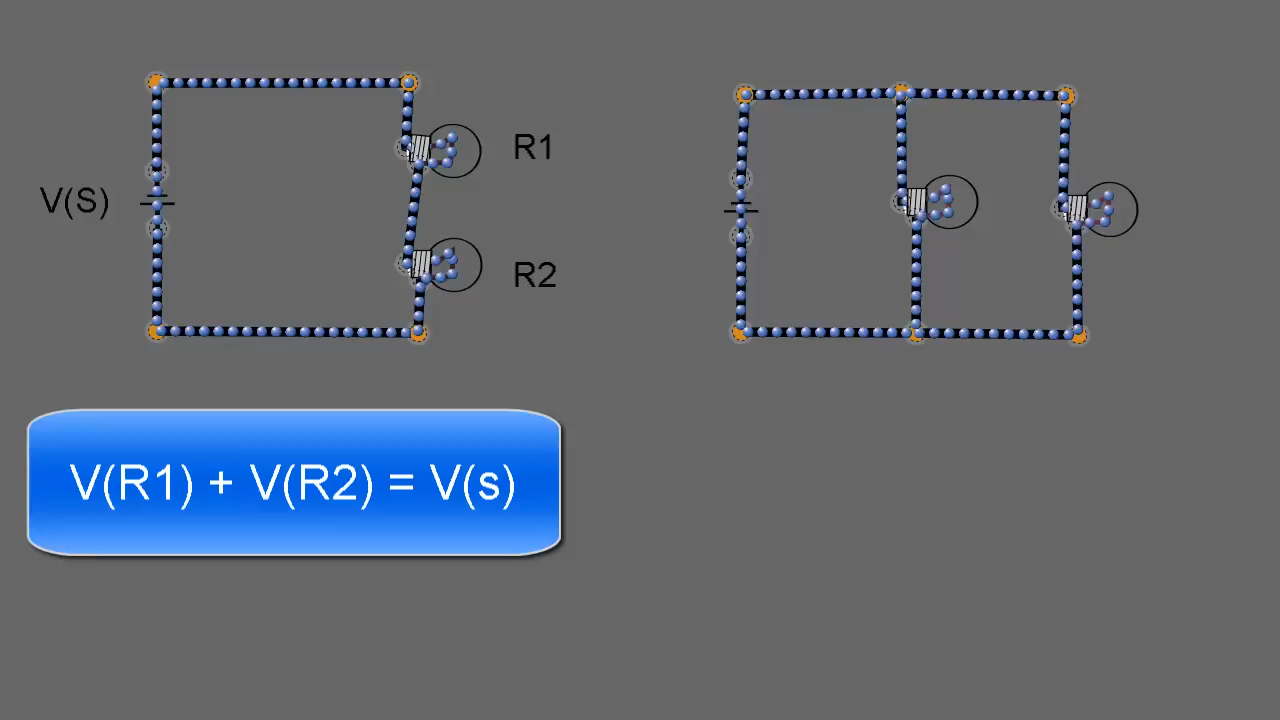 R1
V(S)
R2
V(R1) + V(R2) = V(s)